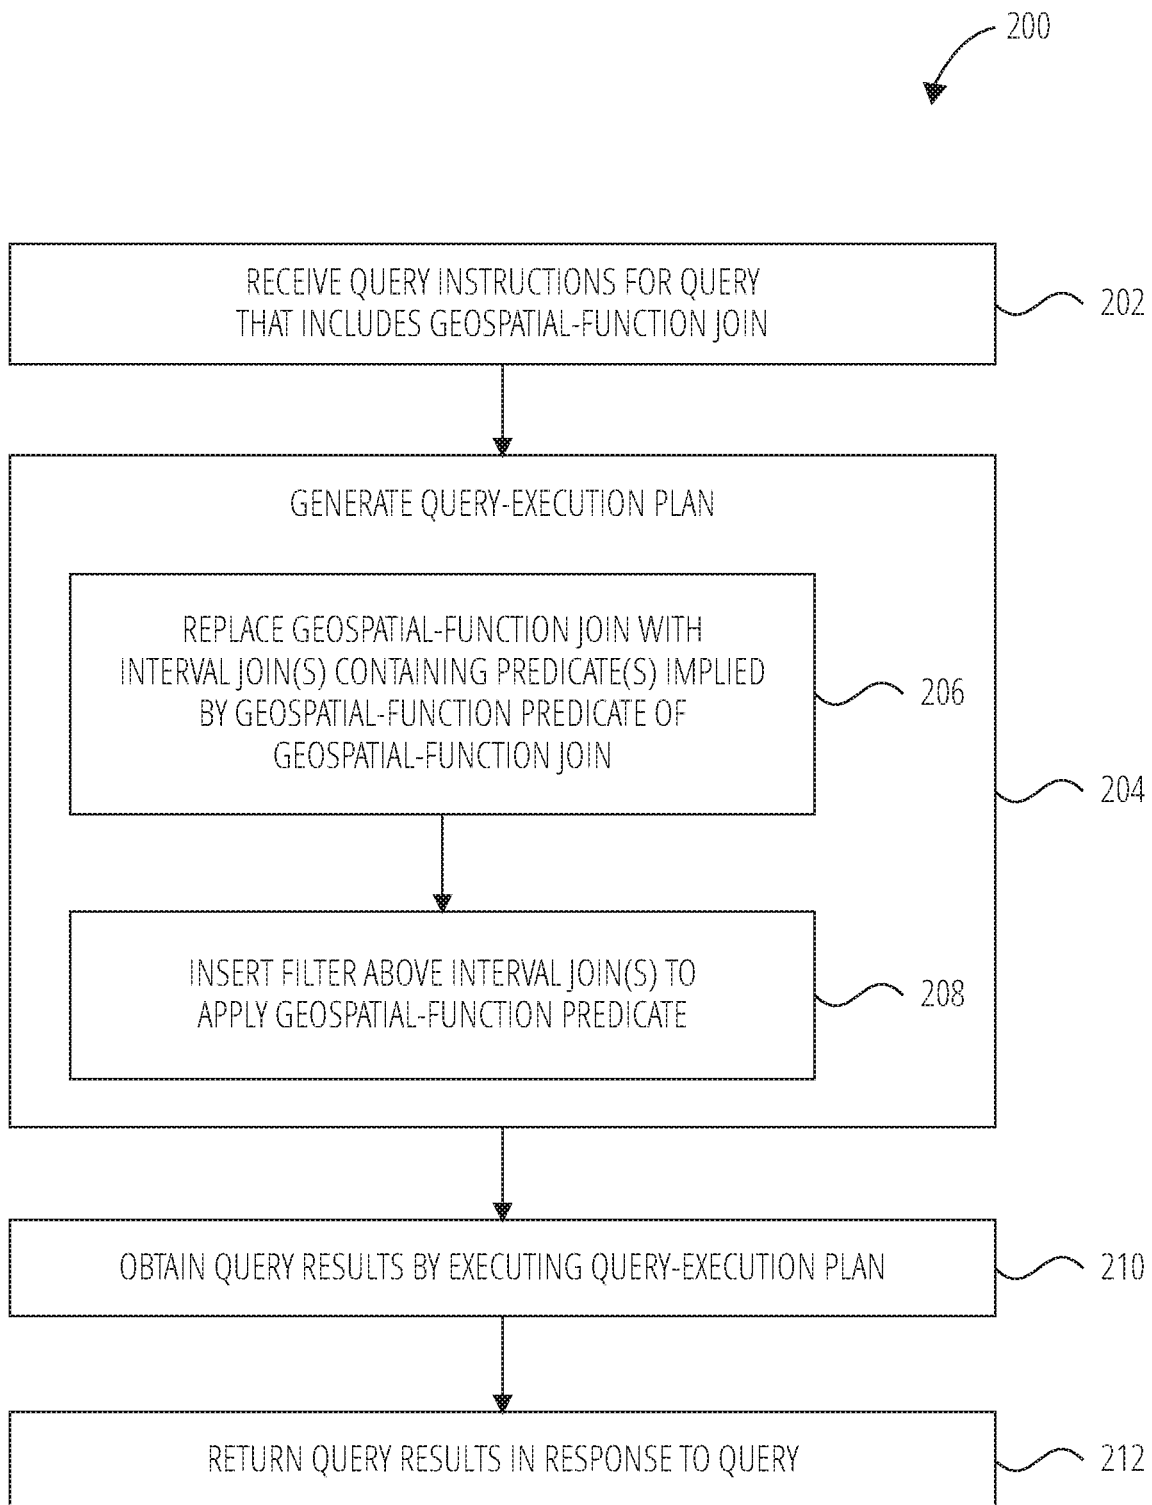 200
RECEIVE QUERY INSTRUCTIONS FOR QUERY
THAT INCLUDES GEOSPATIAL-FUNCTION JOIN
202
GENERATE QUERY-EXECUTION PLAN
REPLACE GEOSPATIAL-FUNCTION JOIN WITH
INTERVAL JOIN(S) CONTAINING PREDICATE(S) IMPLIED
BY GEOSPATIAL-FUNCTION PREDICATE OF
GEOSPATIAL-FUNCTION JOIN
206
204
INSERT FILTER ABOVE INTERVAL JOIN(S) TO
APPLY GEOSPATIAL-FUNCTION PREDICATE
208
OBTAIN QUERY RESULTS BY EXECUTING QUERY-EXECUTION PLAN
210
RETURN QUERY RESULTS IN RESPONSE TO QUERY
212